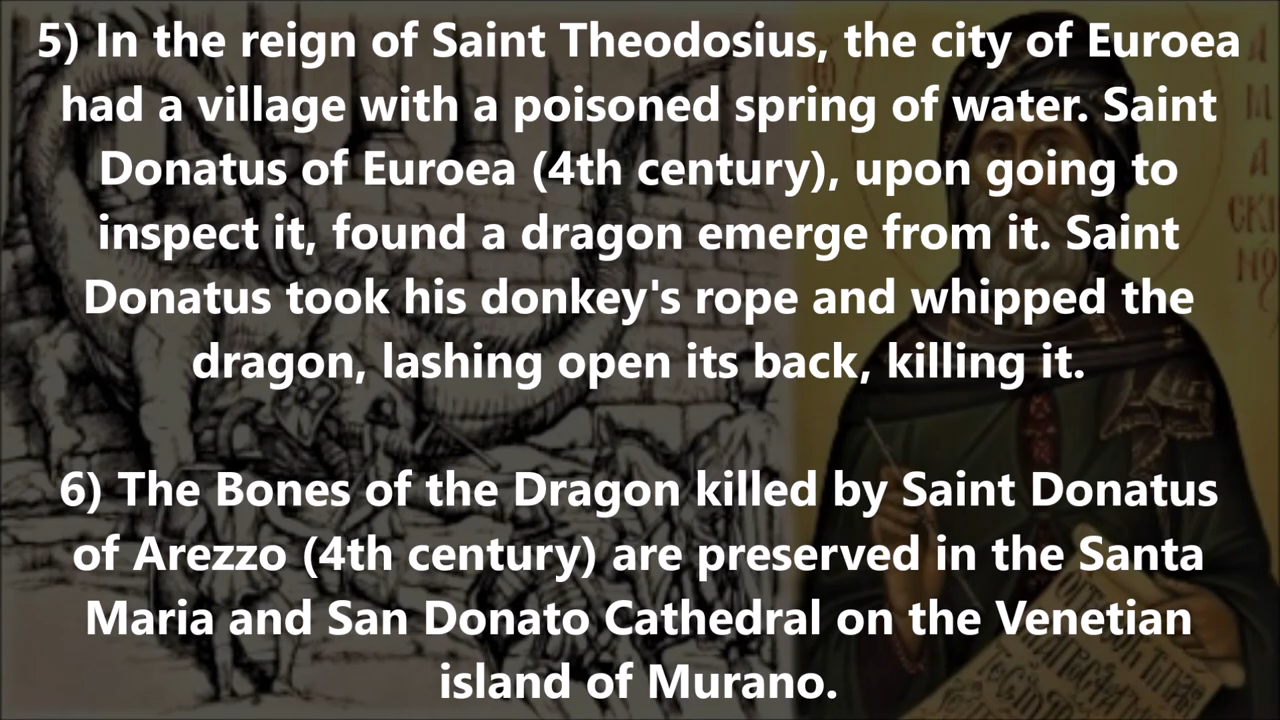 5) In the reign of Saint Theodosius, the city of Euroea
had a village with a poisoned spring of water. Saint
Donatus of Euroea (4th century), upon going to
inspect it, found a dragon emerge from it. Saint
Donatus took his donkey's rope and whipped the
dragon, lashing open its back, killing it.
6) The Bones of the Dragon killed by Saint Donatus
of Arezzo (4th century) are preserved in the Santa
Maria and San Donato Cathedral on the Venetian
island of Murano.